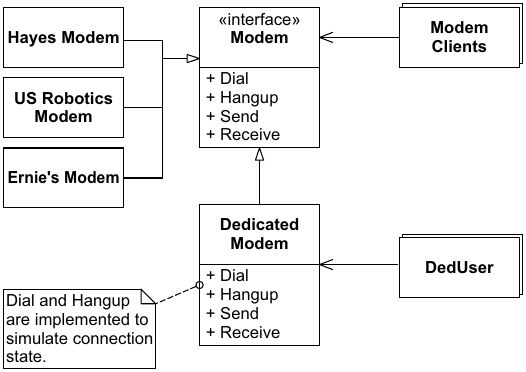 Hayes Modem
US Robotics
Modem
Ernie's Modem
«interface»
Modem
+ Dial
+ Hangup
+ Send
+ Receive
Modem
Clients
Dedicated
Modem
+ Dial
+ Hangup
+ Send
+ Receive
DedUser
Dial and Hangup
are implemented to
simulate connection
state.